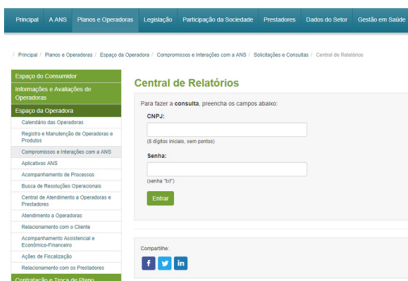 Principal A ANS Planos e Operadoras Legislação Participação da Sociedade Prestadores Dados do Setor Gestão em Saúde
/ Principal / Planos e Operadoras / Espaço da Operadora / Compromissos e Interações com a ANS / Solicitações e Consultas / Central de Relatórios
Espaço do Consumidor
Informações e Avaliações de
Operadoras
Espaço da Operadora
Calendário das Operadoras
Registro e Manutenção de Operadoras e
Produtos
Compromissos e Interações com a ANS
Aplicativos ANS
Acompanhamento de Processos
Busca de Resoluções Operacionais
Central de Atendimento a Operadoras e
Prestadores
Atendimento a Operadoras
Relacionamento com o Cliente
Acompanhamento Assistencial e
Econômico-Financeiro
Ações de Fiscalização
Relacionamento com os Prestadores
Contratação e Troca de Plano
Central de Relatórios
Para fazer a consulta, preencha os campos abaixo:
CNPJ:
(8 dígitos iniciais, sem pontos)
Senha:
(senha "txt")
Entrar
Compartilhe: